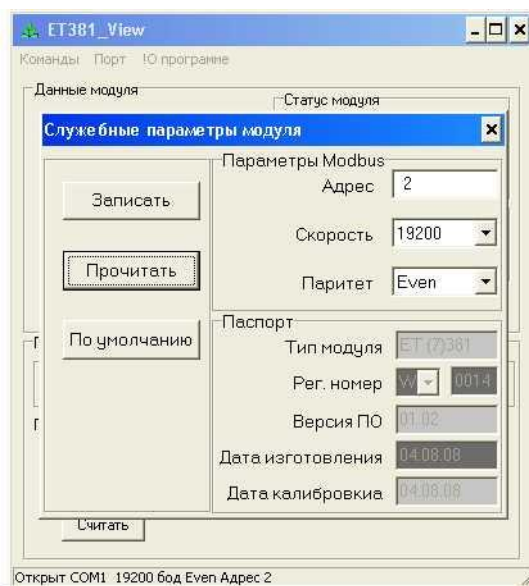 ET381_View
Команды Порт !О програме
Данные модуля
Статус модуля
Служебные параметры модуля
Записать
Прочитать
По умолчанию
Параметры Modbus
Адрес 2
Скорость 19200
Паритет Even
Паспорт
Тип модуля ET (7)381
Рег. номер W 0014
Версия ПО 01.02
Дата изготовления 04.08.08
Дата калибровкиа 04.08.08
Считать
Открыт COM1 19200 бод Even Адрес 2